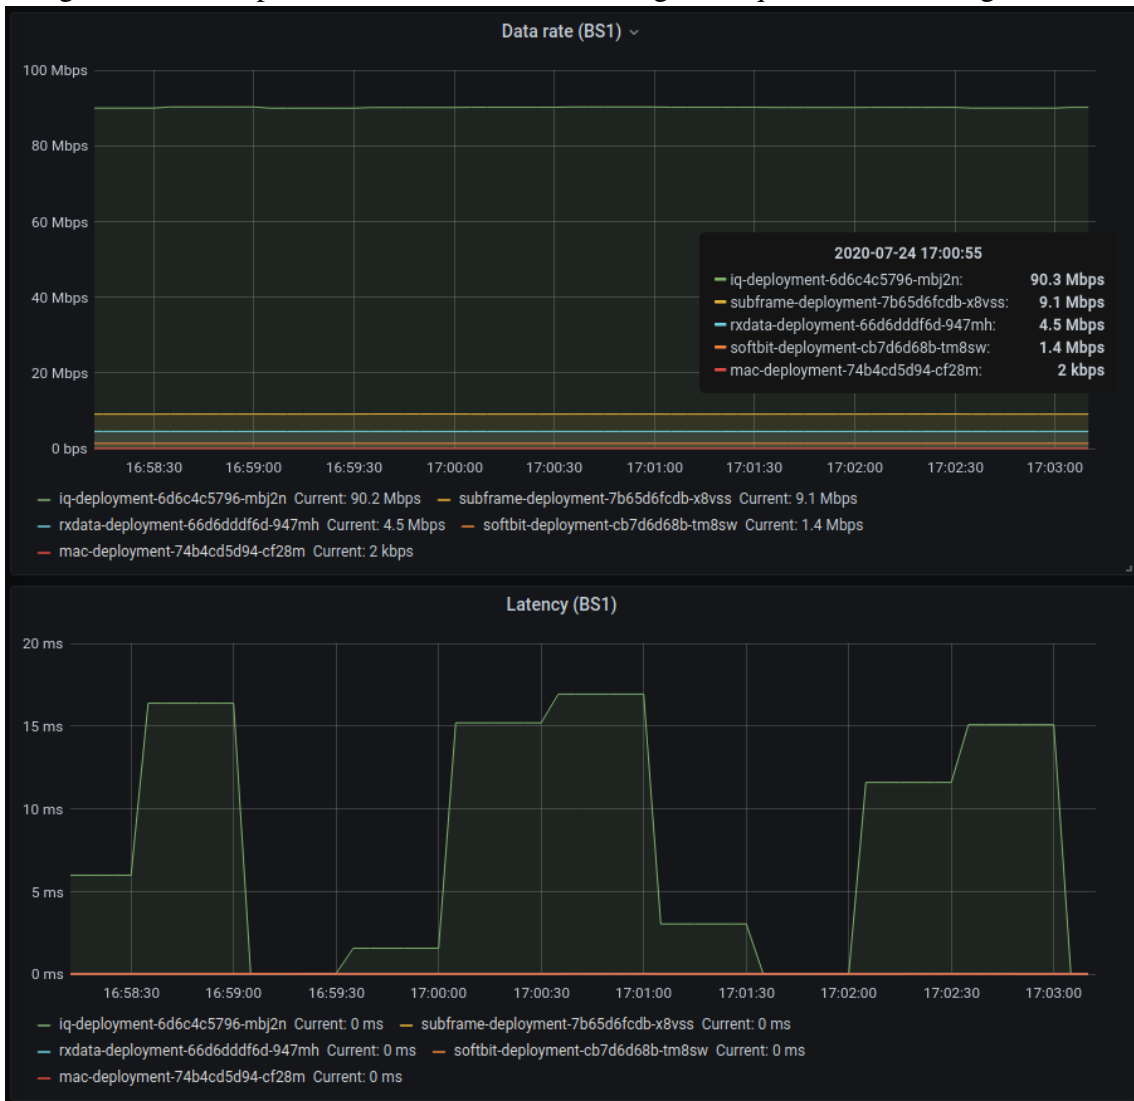 Data rate (BS1)
100 Mbps
80 Mbps
60 Mbps
40 Mbps
20 Mbps
0 bps
2020-07-24 17:00:55
iq-deployment-6d6c4c5796-mbj2n: 90.3 Mbps
subframe-deployment-7b65d6fcdb-x8vss: 9.1 Mbps
rxdata-deployment-66d6dddf6d-947mh: 4.5 Mbps
softbit-deployment-cb7d6d68b-tm8sw: 1.4 Mbps
mac-deployment-74b4cd5d94-cf28m: 2 kbps
16:58:30 16:59:00 16:59:30 17:00:00 17:00:30 17:01:00 17:01:30 17:02:00 17:02:30 17:03:00
iq-deployment-6d6c4c5796-mbj2n Current: 90.2 Mbps subframe-deployment-7b65d6fcdb-x8vss Current: 9.1 Mbps
rxdata-deployment-66d6dddf6d-947mh Current: 4.5 Mbps softbit-deployment-cb7d6d68b-tm8sw Current: 1.4 Mbps
mac-deployment-74b4cd5d94-cf28m Current: 2 kbps
Latency (BS1)
20 ms
15 ms
10 ms
5 ms
0 ms
16:58:30 16:59:00 16:59:30 17:00:00 17:00:30 17:01:00 17:01:30 17:02:00 17:02:30 17:03:00
iq-deployment-6d6c4c5796-mbj2n Current: 0 ms subframe-deployment-7b65d6fcdb-x8vss Current: 0 ms
rxdata-deployment-66d6dddf6d-947mh Current: 0 ms softbit-deployment-cb7d6d68b-tm8sw Current: 0 ms
mac-deployment-74b4cd5d94-cf28m Current: 0 ms